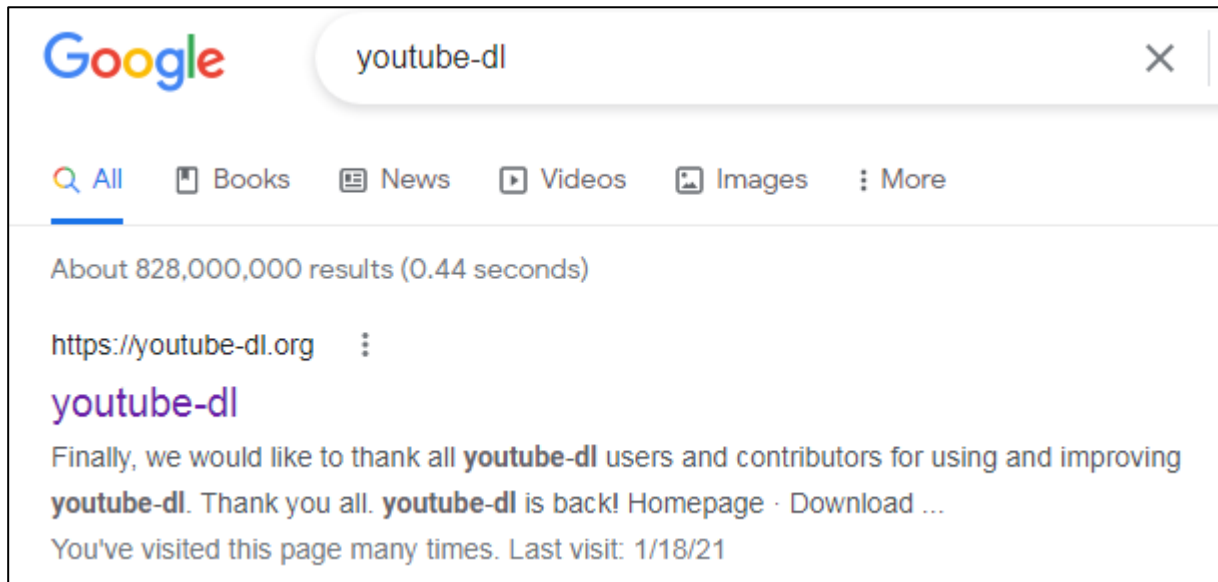 Google youtube-dl
All Books News Videos Images More
About 828,000,000 results (0.44 seconds)
https://youtube-dl.org
youtube-dl
Finally, we would like to thank all youtube-dl users and contributors for using and improving
youtube-dl. Thank you all. youtube-dl is back! Homepage · Download ...
You've visited this page many times. Last visit: 1/18/21